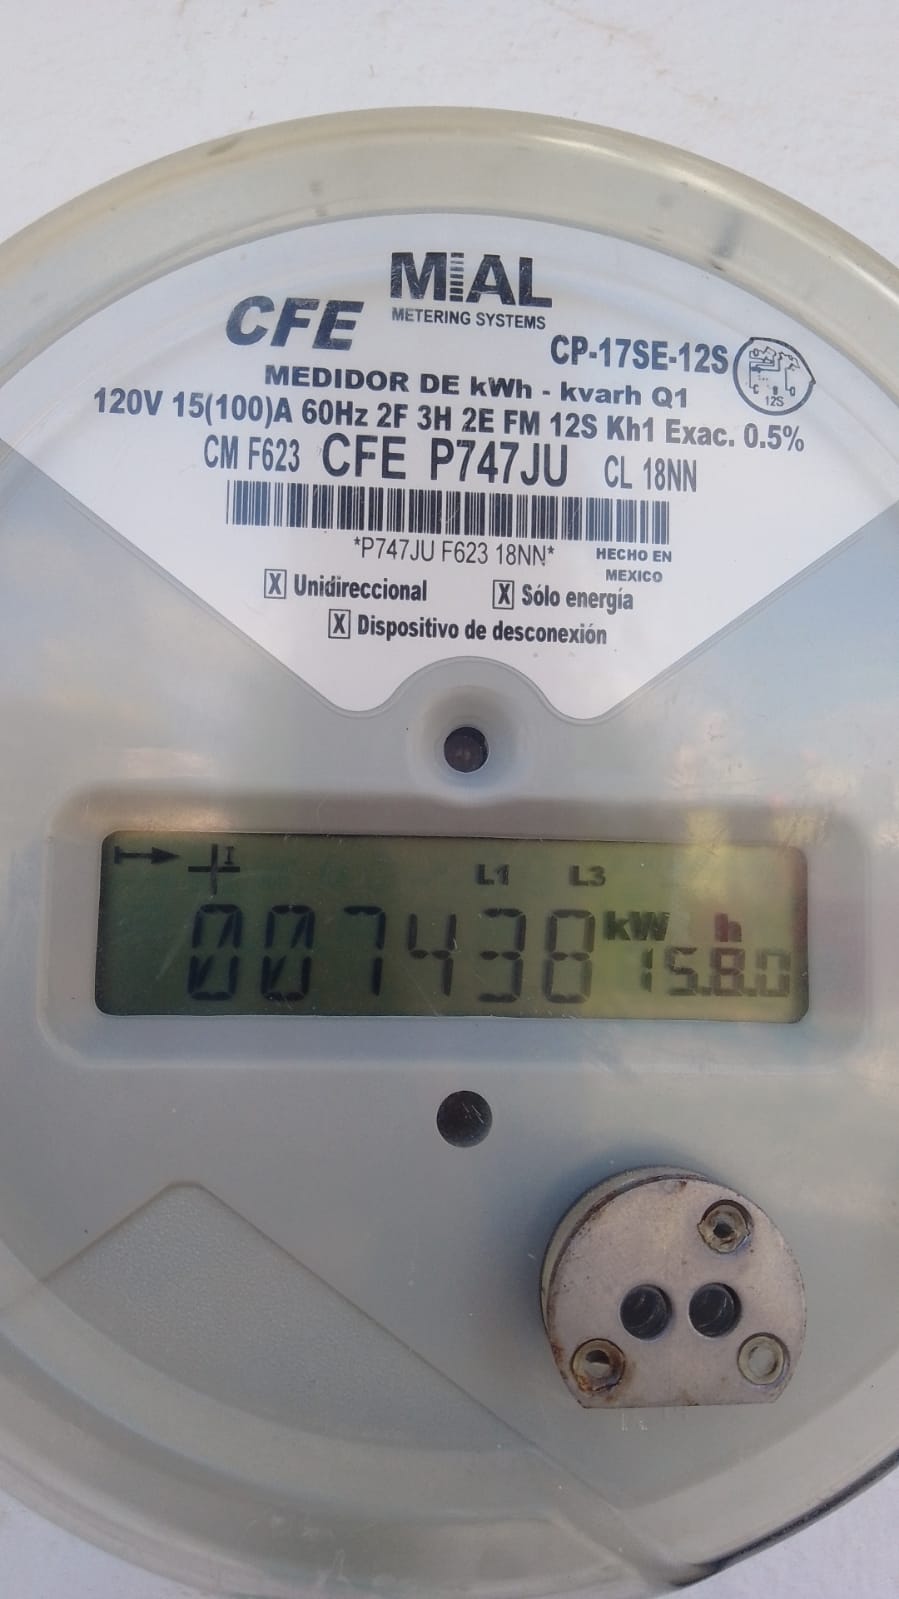 MIAL
METERING SYSTEMS
CFE
CP-17SE-12S
12S
MEDIDOR DE kWh - kvarh Q1
120V 15(100)A 60Hz 2F 3H 2E FM 12S Kh1 Exac. 0.5%
CM F623 CFE P747JU CL 18NN
*P747JU F623 18NN*
HECHO EN
MEXICO
X Unidireccional X Sólo energía
X Dispositivo de desconexión
I L1 L3
007438 kW h 15.8.0